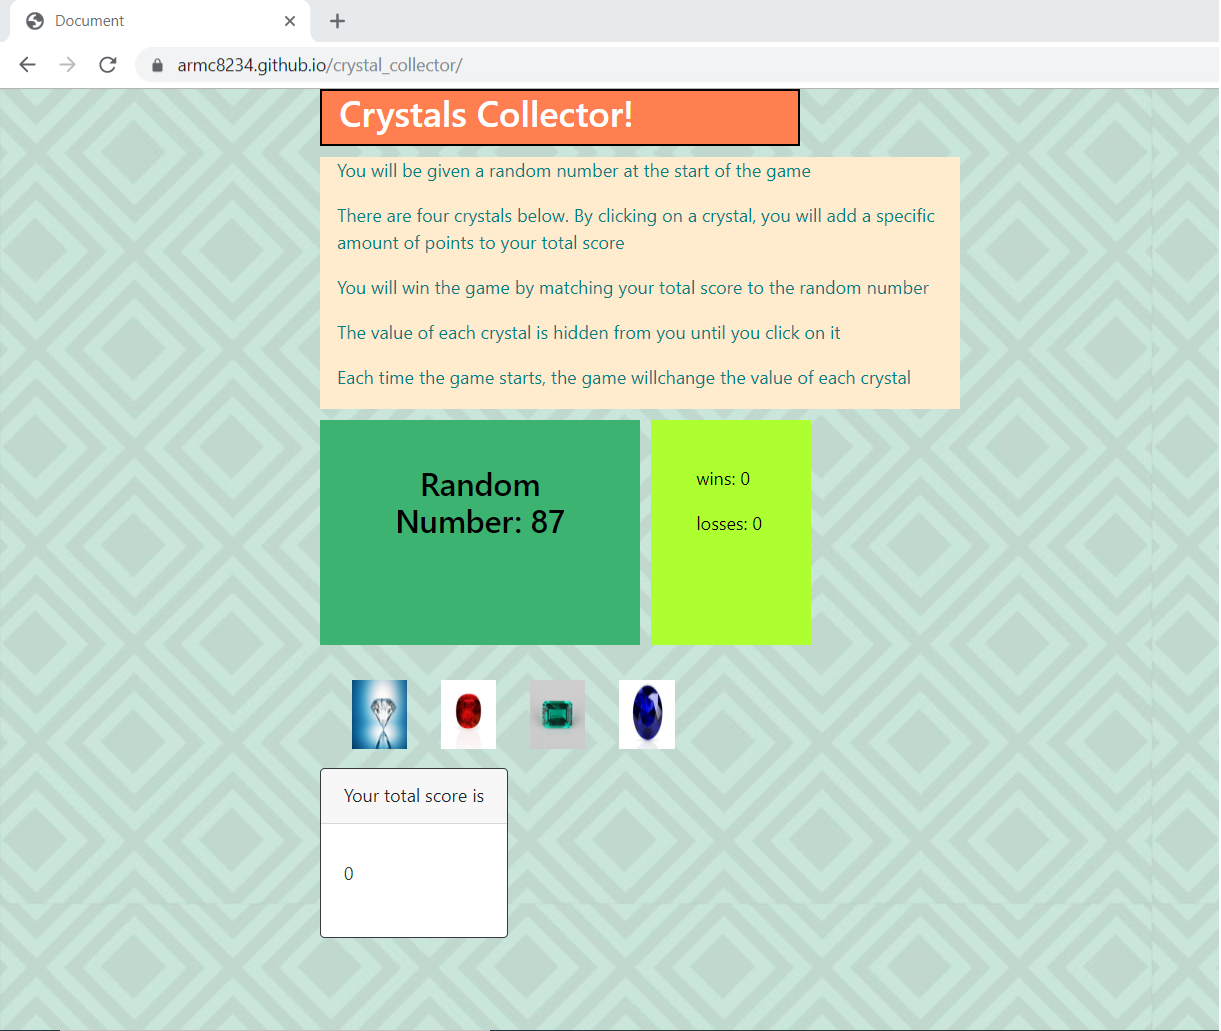 Document
armc8234.github.io/crystal_collector/
Crystals Collector!
You will be given a random number at the start of the game
There are four crystals below. By clicking on a crystal, you will add a specific
amount of points to your total score
You will win the game by matching your total score to the random number
The value of each crystal is hidden from you until you click on it
Each time the game starts, the game willchange the value of each crystal
Random
Number: 87
wins: 0
losses: 0
Your total score is
0